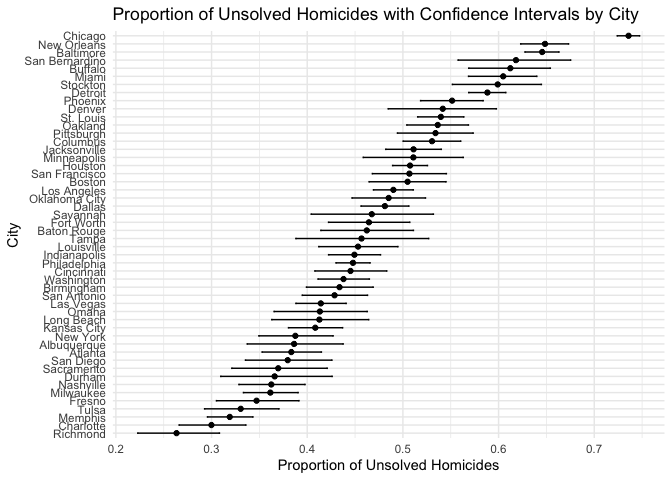 Proportion of Unsolved Homicides with Confidence Intervals by City
City
Chicago
New Orleans
Baltimore
San Bernardino
Buffalo
Miami
Stockton
Detroit
Phoenix
Denver
St. Louis
Oakland
Pittsburgh
Columbus
Jacksonville
Minneapolis
Houston
San Francisco
Boston
Los Angeles
Oklahoma City
Dallas
Savannah
Fort Worth
Baton Rouge
Tampa
Louisville
Indianapolis
Philadelphia
Cincinnati
Washington
Birmingham
San Antonio
Las Vegas
Omaha
Long Beach
Kansas City
New York
Albuquerque
Atlanta
San Diego
Sacramento
Durham
Nashville
Milwaukee
Fresno
Tulsa
Memphis
Charlotte
Richmond
0.2 0.3 0.4 0.5 0.6 0.7
Proportion of Unsolved Homicides